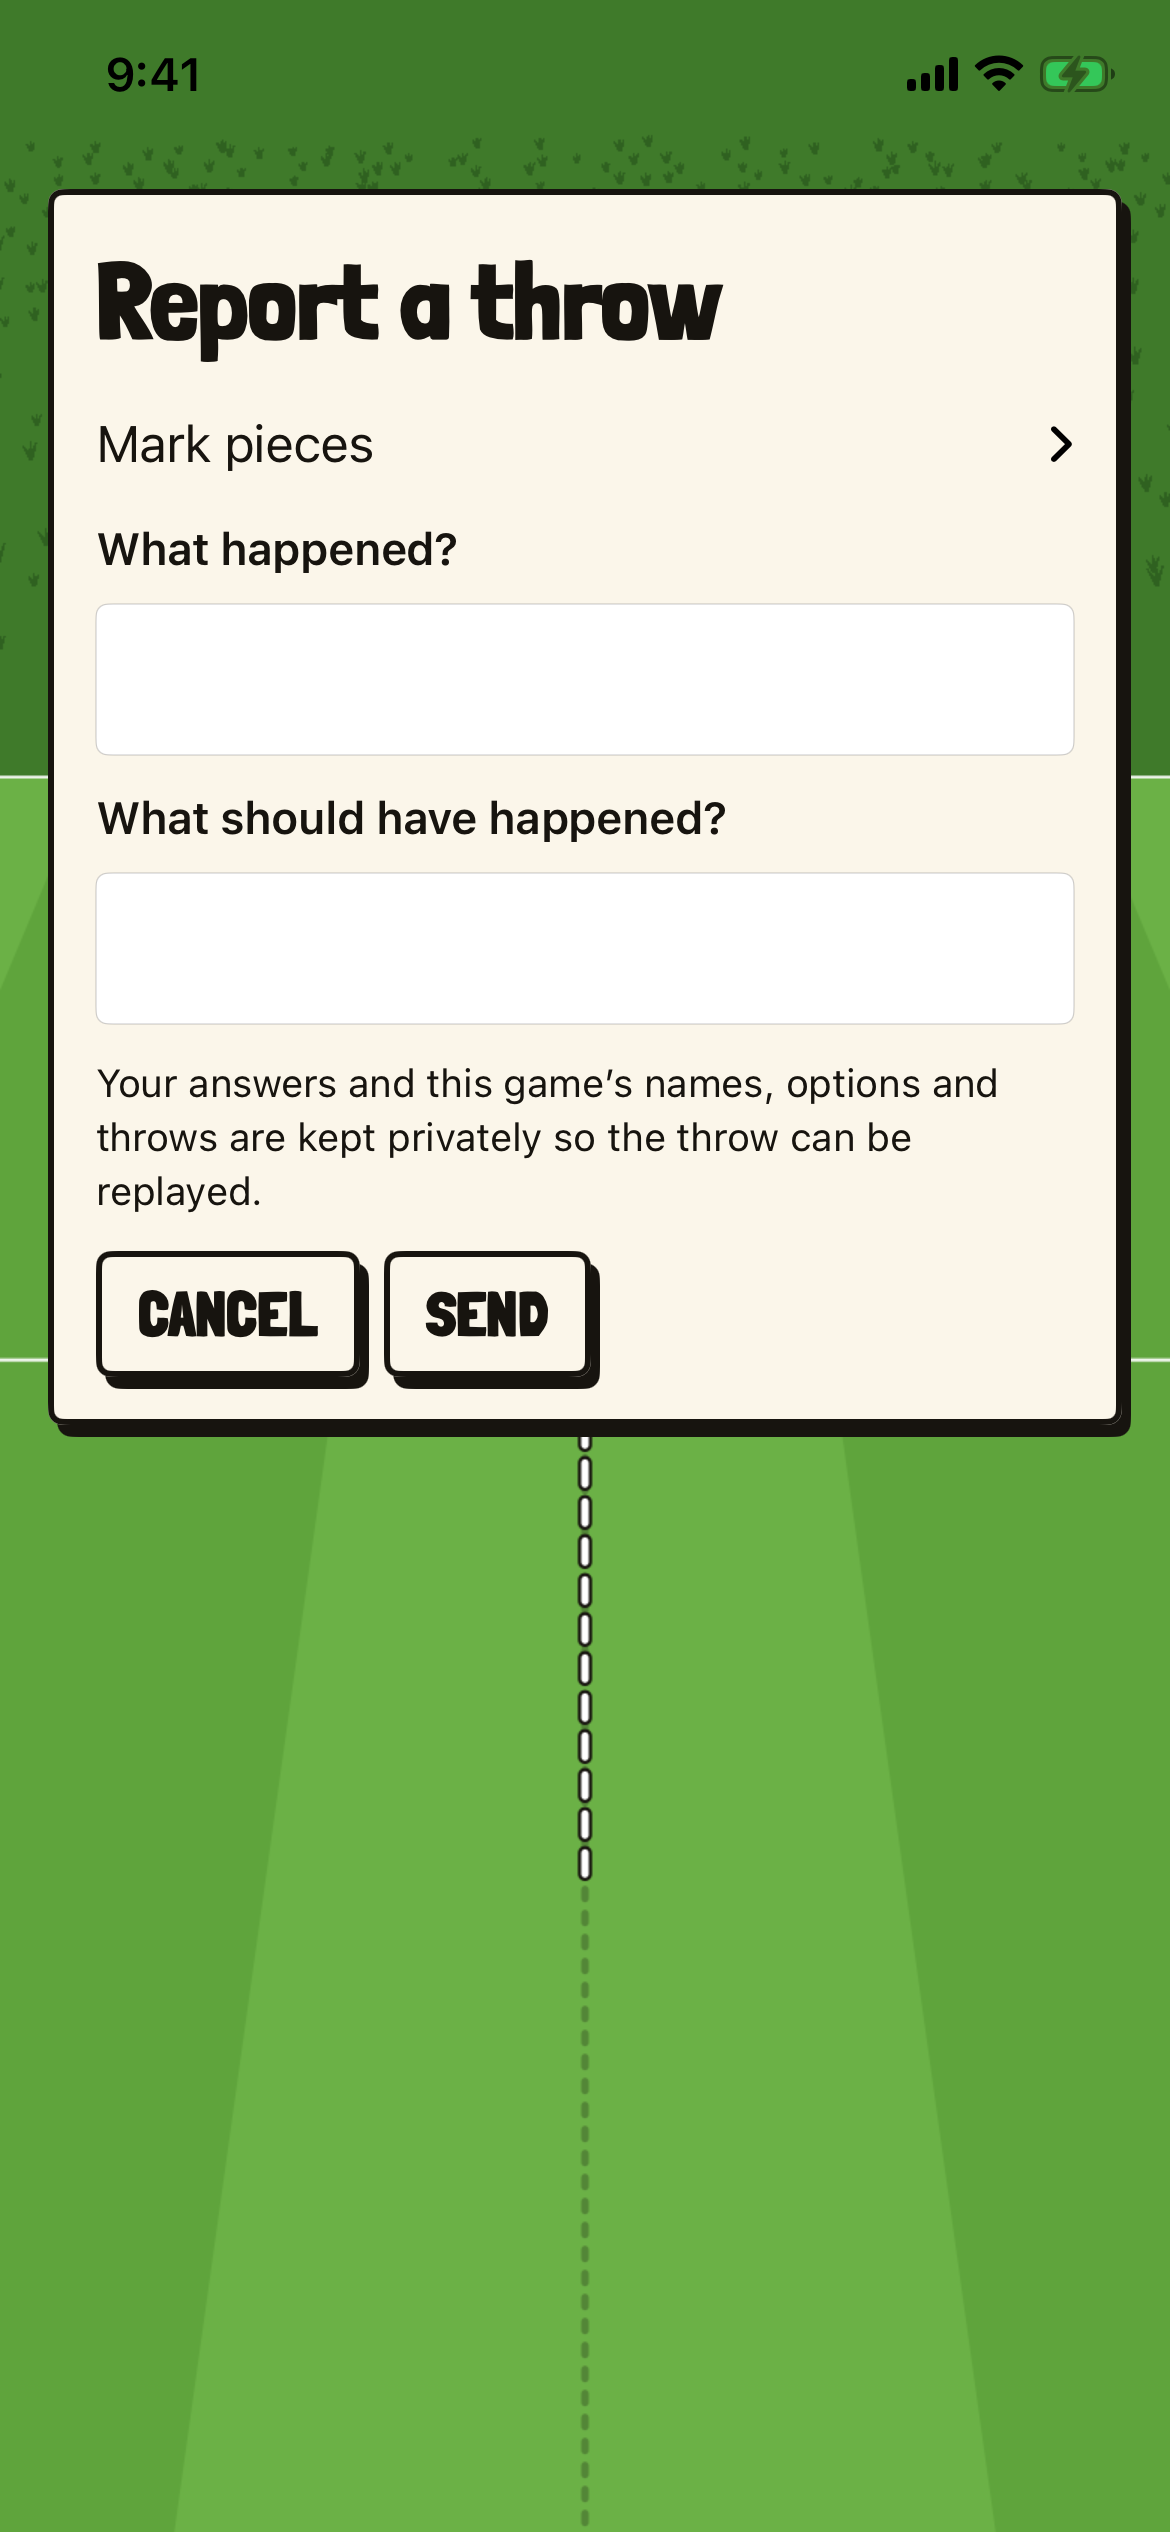 9:41
Report a throw
Mark pieces
What happened?
What should have happened?
Your answers and this game’s names, options and
throws are kept privately so the throw can be
replayed.
CANCEL SEND